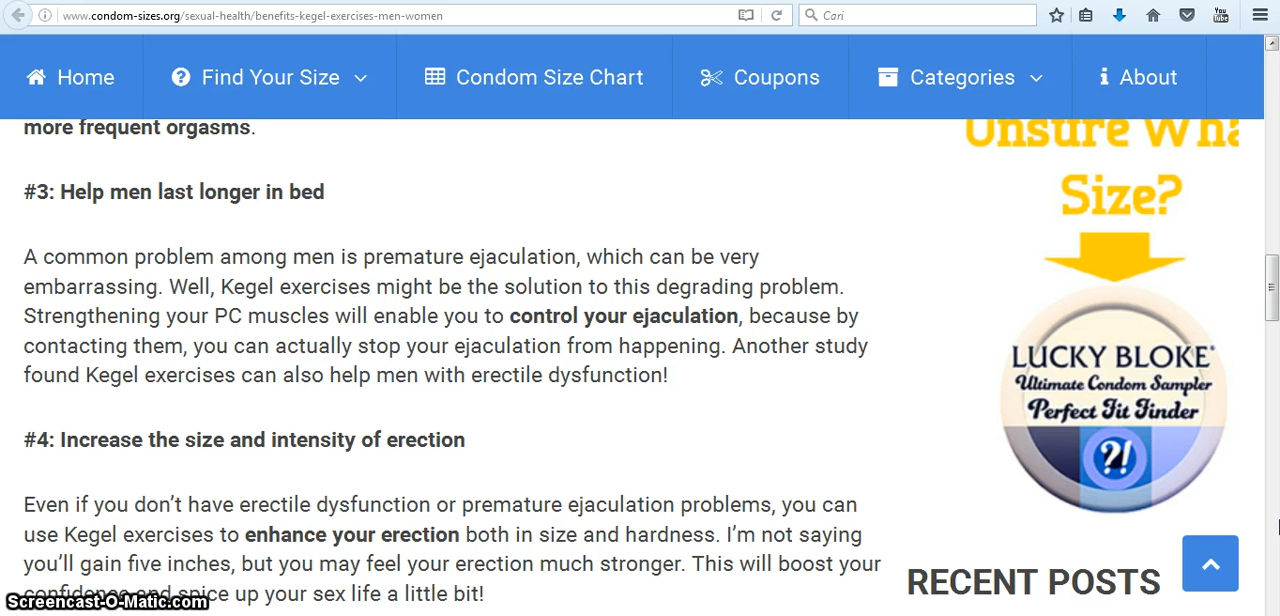 www.condom-sizes.org/sexual-health/benefits-kegel-exercises-men-women
Cari
You
Tube
Home
Find Your Size
Condom Size Chart
Coupons
Categories
About
more frequent orgasms.
#3: Help men last longer in bed
A common problem among men is premature ejaculation, which can be very
embarrassing. Well, Kegel exercises might be the solution to this degrading problem.
Strengthening your PC muscles will enable you to control your ejaculation, because by
contacting them, you can actually stop your ejaculation from happening. Another study
found Kegel exercises can also help men with erectile dysfunction!
#4: Increase the size and intensity of erection
Even if you don't have erectile dysfunction or premature ejaculation problems, you can
use Kegel exercises to enhance your erection both in size and hardness. I'm not saying
you'll gain five inches, but you may feel your erection much stronger. This will boost your
confidence and spice up your sex life a little bit!
Unsure Wha
Size?
LUCKY BLOKE
Ultimate Condom Sampler
Perfect Fit Finder
?!
RECENT POSTS
Screencast-O-Matic.com